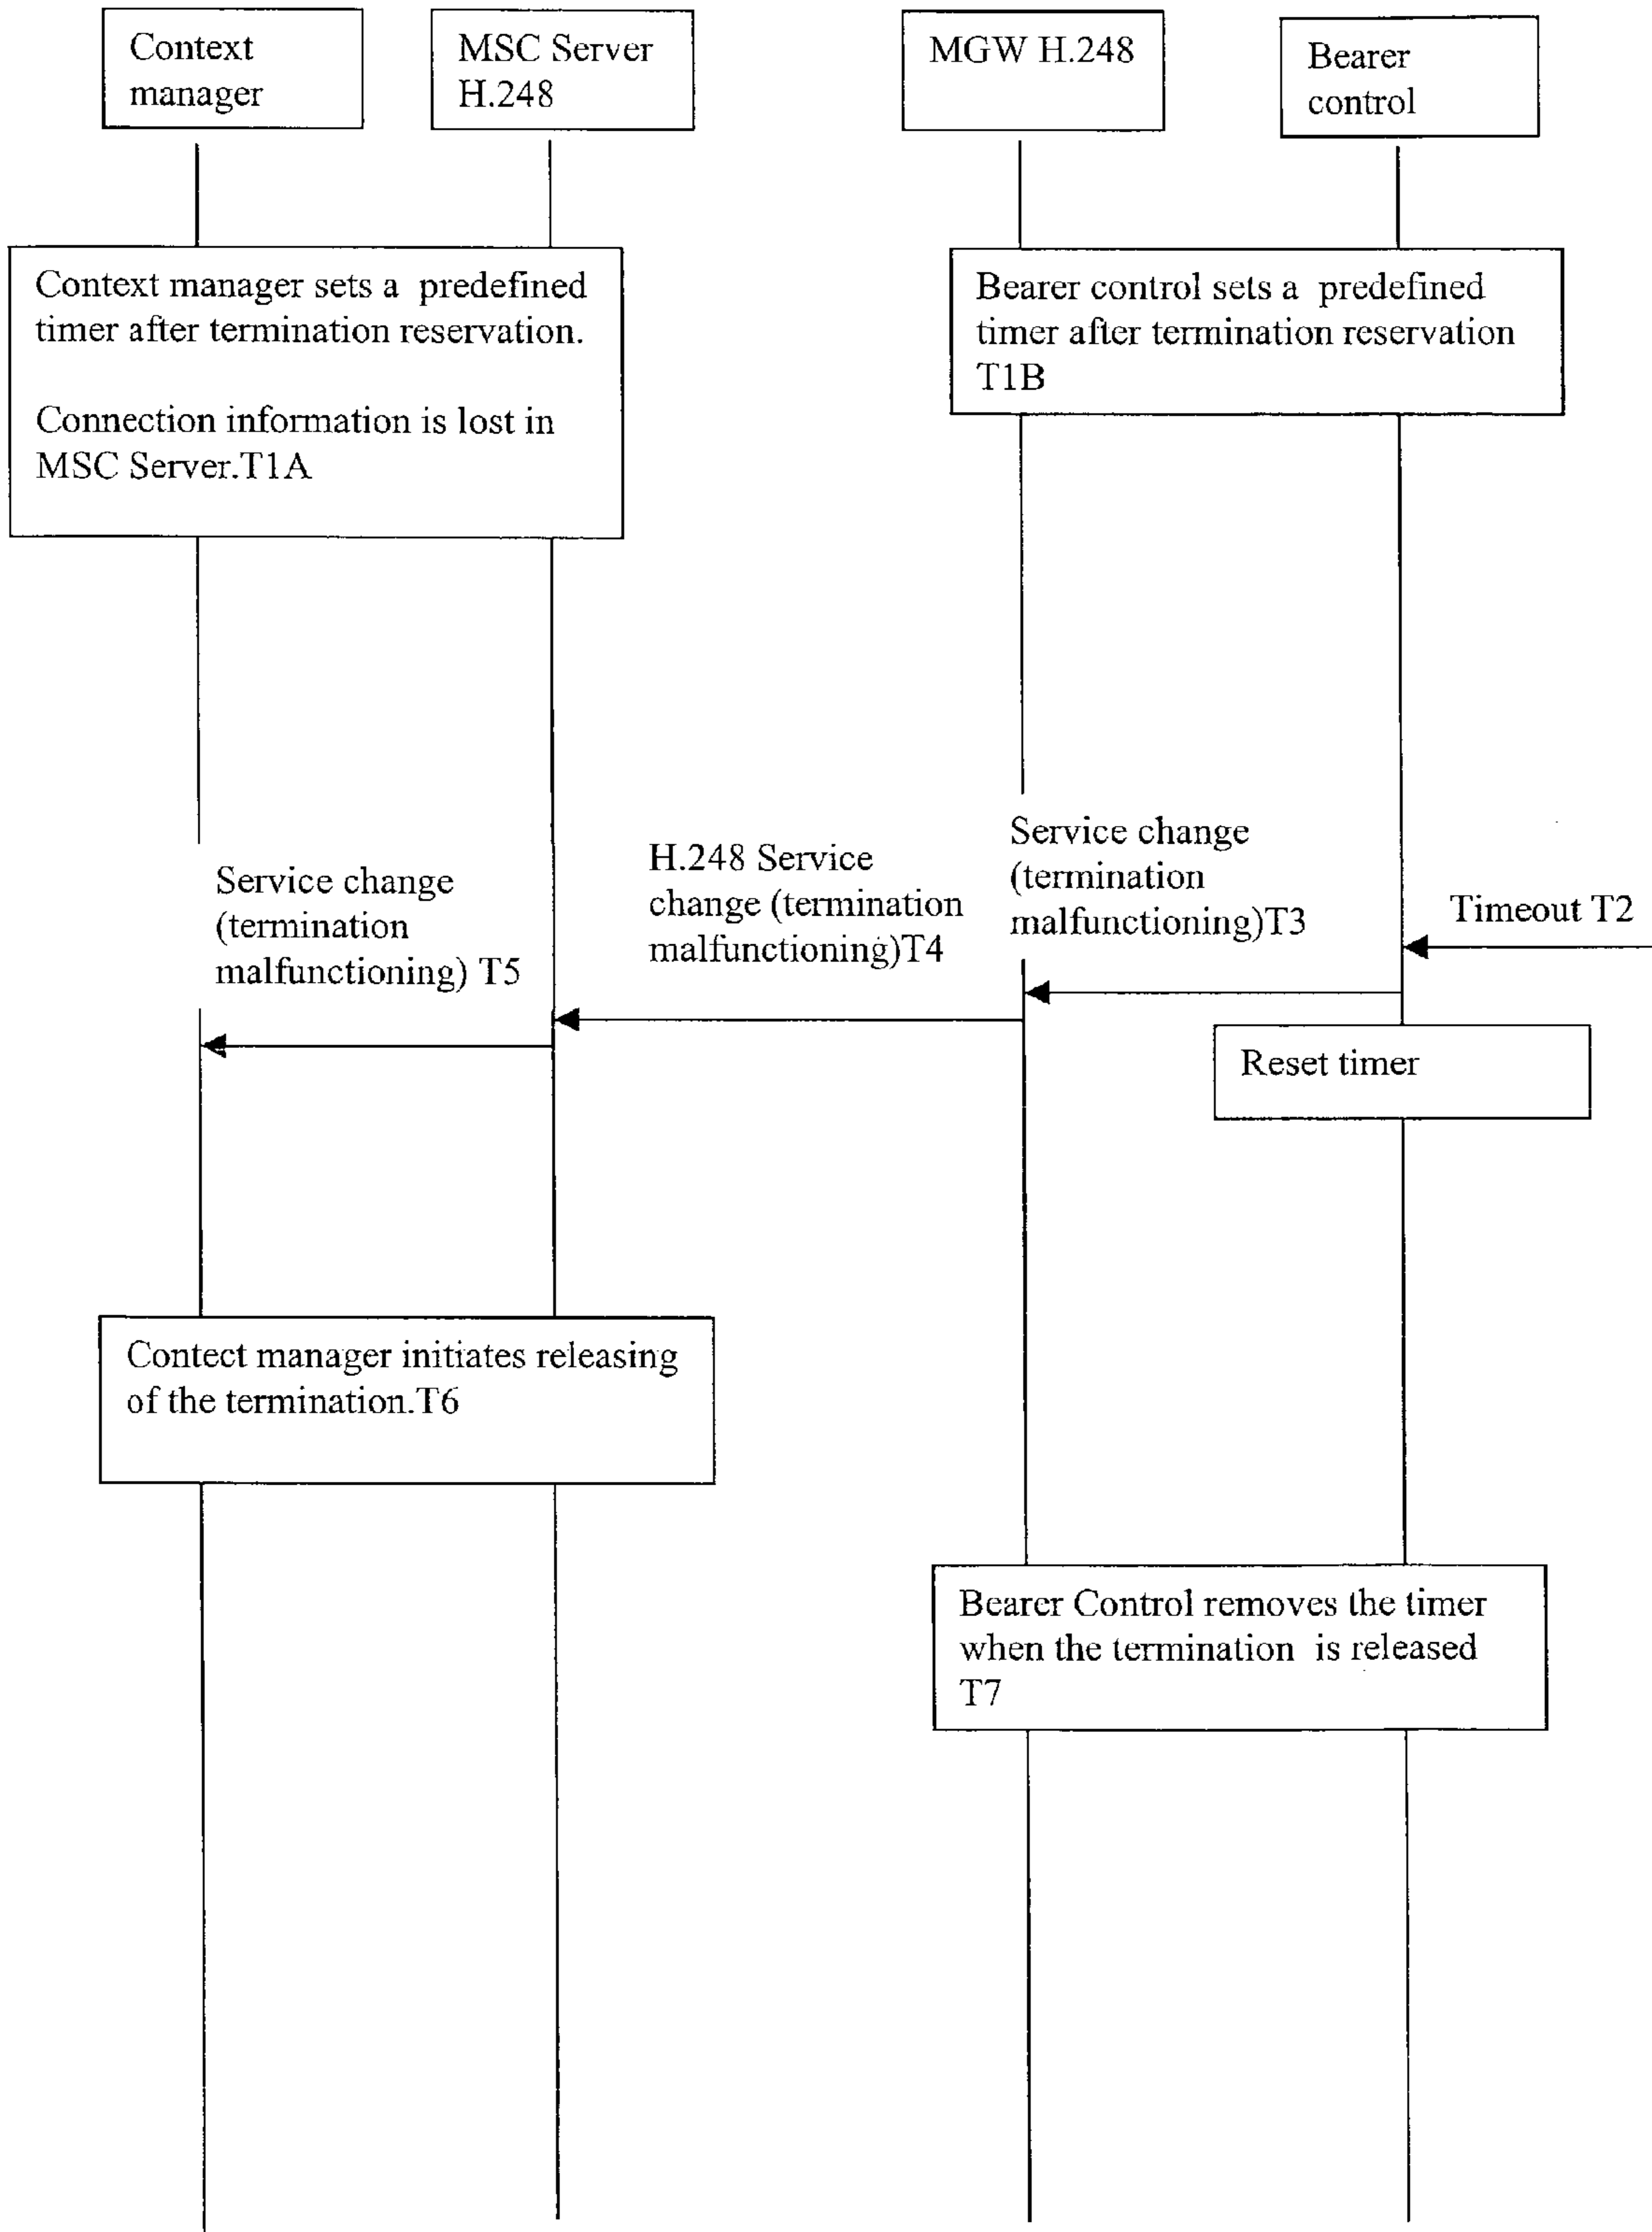 Context
manager
MSC Server
H.248
MGW H.248
Bearer
control
Context manager sets a predefined
timer after termination reservation.
Connection information is lost in
MSC Server.T1A
Bearer control sets a predefined
timer after termination reservation
T1B
Service change
(termination
malfunctioning) T5
H.248 Service
change (termination
malfunctioning)T4
Service change
(termination
malfunctioning)T3
Timeout T2
Reset timer
Contect manager initiates releasing
of the termination.T6
Bearer Control removes the timer
when the termination is released
T7